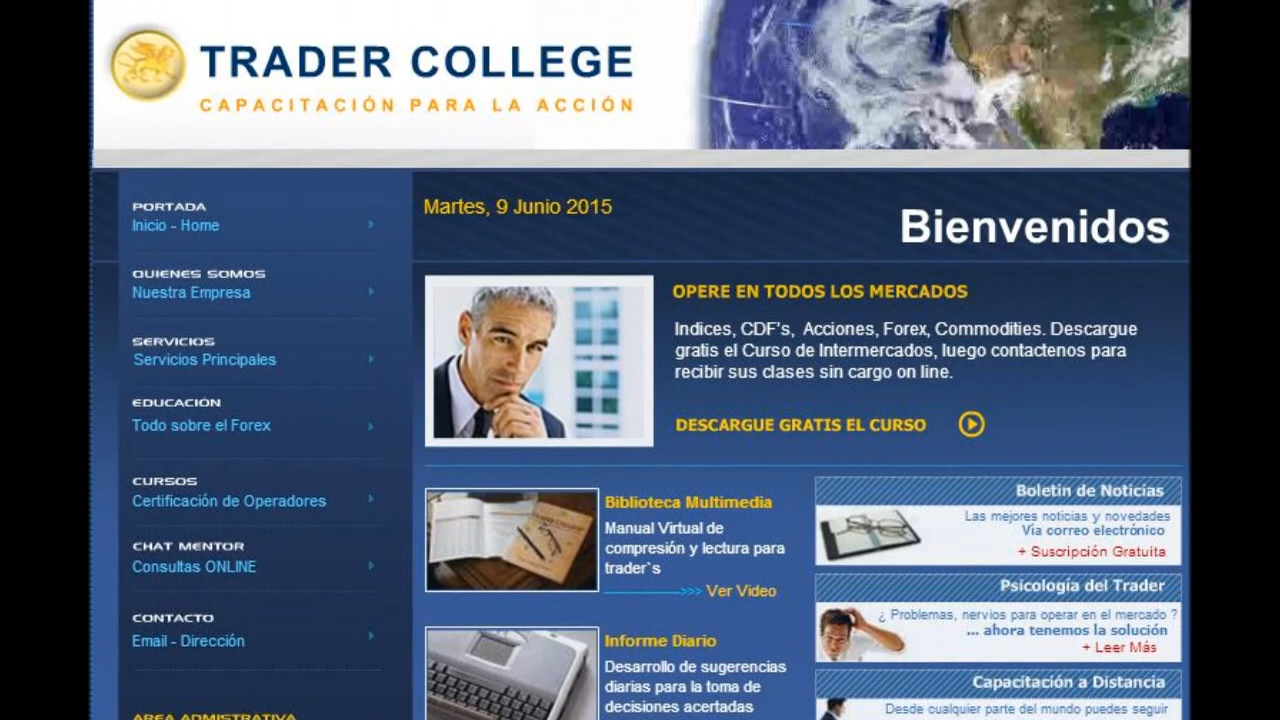 TRADER COLLEGE
CAPACITACIÓN PARA LA ACCIÓN
PORTADA
Inicio - Home
QUIENES SOMOS
Nuestra Empresa
SERVICIOS
Servicios Principales
EDUCACIÓN
Todo sobre el Forex
CURSOS
Certificación de Operadores
CHAT MENTOR
Consultas ONLINE
CONTACTO
Email - Dirección
AREA ADMISTRATIVA
Martes, 9 Junio 2015
Bienvenidos
OPERE EN TODOS LOS MERCADOS
Indices, CDF's, Acciones, Forex, Commodities. Descargue
gratis el Curso de Intermercados, luego contactenos para
recibir sus clases sin cargo on line.
DESCARGUE GRATIS EL CURSO
Biblioteca Multimedia
Manual Virtual de
compresión y lectura para
trader`s
>>> Ver Video
Informe Diario
Desarrollo de sugerencias
diarias para la toma de
decisiones acertadas
Boletin de Noticias
Las mejores noticias y novedades
Vía correo electrónico
+ Suscripción Gratuita
Psicología del Trader
¿ Problemas, nervios para operar en el mercado ?
... ahora tenemos la solución
+ Leer Más
Capacitación a Distancia
Desde cualquier parte del mundo puedes seguir